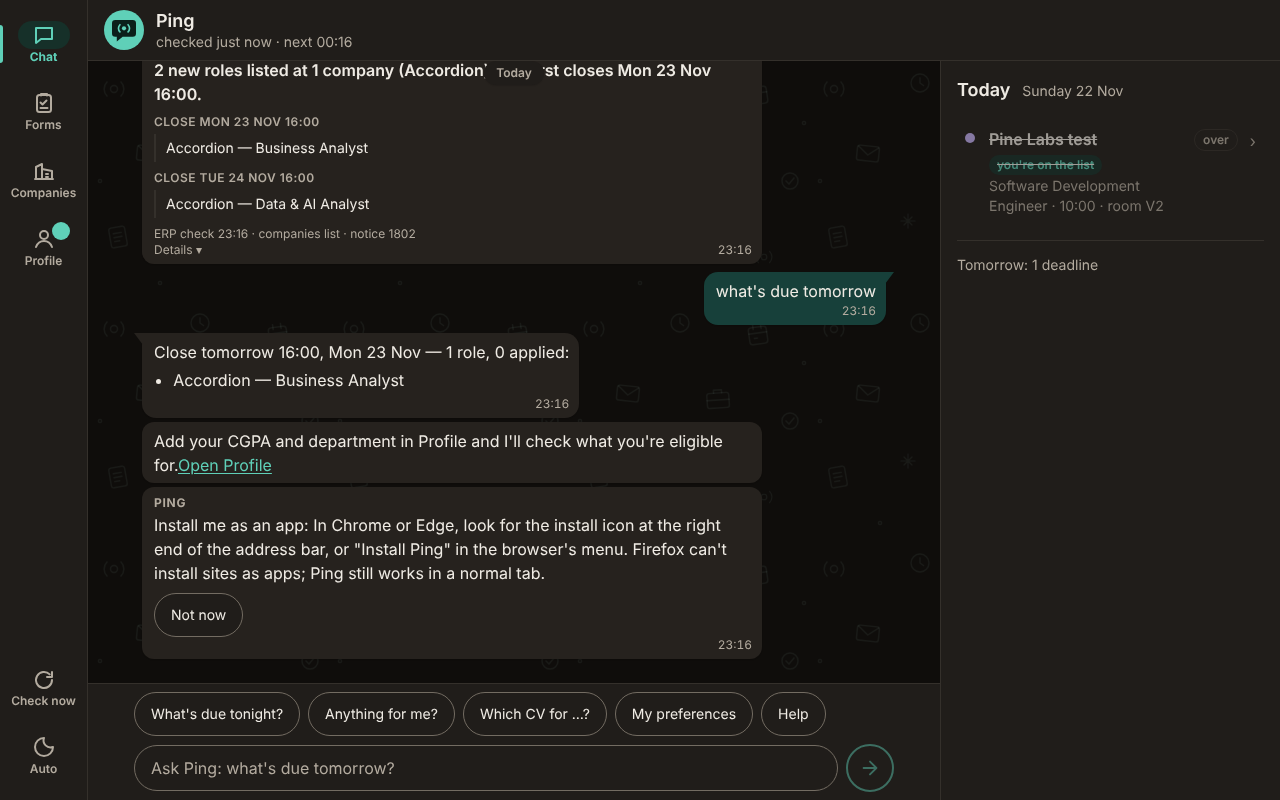 Chat
Forms
Companies
Profile
Check now
Auto
Ping
checked just now · next 00:16
2 new roles listed at 1 company (Accordion)
st closes Mon 23 Nov
16:00.
Today
CLOSE MON 23 NOV 16:00
Accordion — Business Analyst
CLOSE TUE 24 NOV 16:00
Accordion — Data & AI Analyst
ERP check 23:16 · companies list · notice 1802
Details ▾
23:16
what's due tomorrow
23:16
Close tomorrow 16:00, Mon 23 Nov — 1 role, 0 applied:
• Accordion — Business Analyst
23:16
Add your CGPA and department in Profile and I'll check what you're eligible
for.Open Profile
PING
Install me as an app: In Chrome or Edge, look for the install icon at the right
end of the address bar, or "Install Ping" in the browser's menu. Firefox can't
install sites as apps; Ping still works in a normal tab.
Not now
23:16
What's due tonight?
Anything for me?
Which CV for ...?
My preferences
Help
Ask Ping: what's due tomorrow?
Today Sunday 22 Nov
Pine Labs test
over
you're on the list
Software Development
Engineer · 10:00 · room V2
Tomorrow: 1 deadline